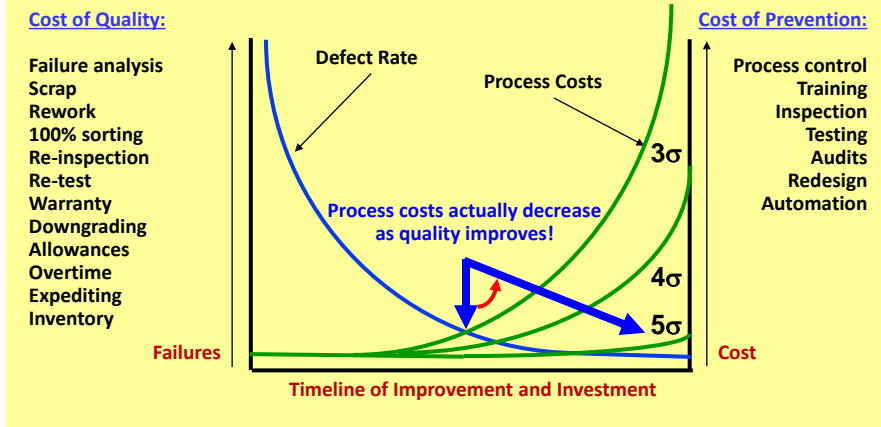 Cost of Quality:
Failure analysis
Scrap
Rework
100% sorting
Re-inspection
Re-test
Warranty
Downgrading
Allowances
Overtime
Expediting
Inventory
Failures
Defect Rate
Process Costs
Process costs actually decrease
as quality improves!
3σ
4σ
5σ
Cost of Prevention:
Process control
Training
Inspection
Testing
Audits
Redesign
Automation
Cost
Timeline of Improvement and Investment